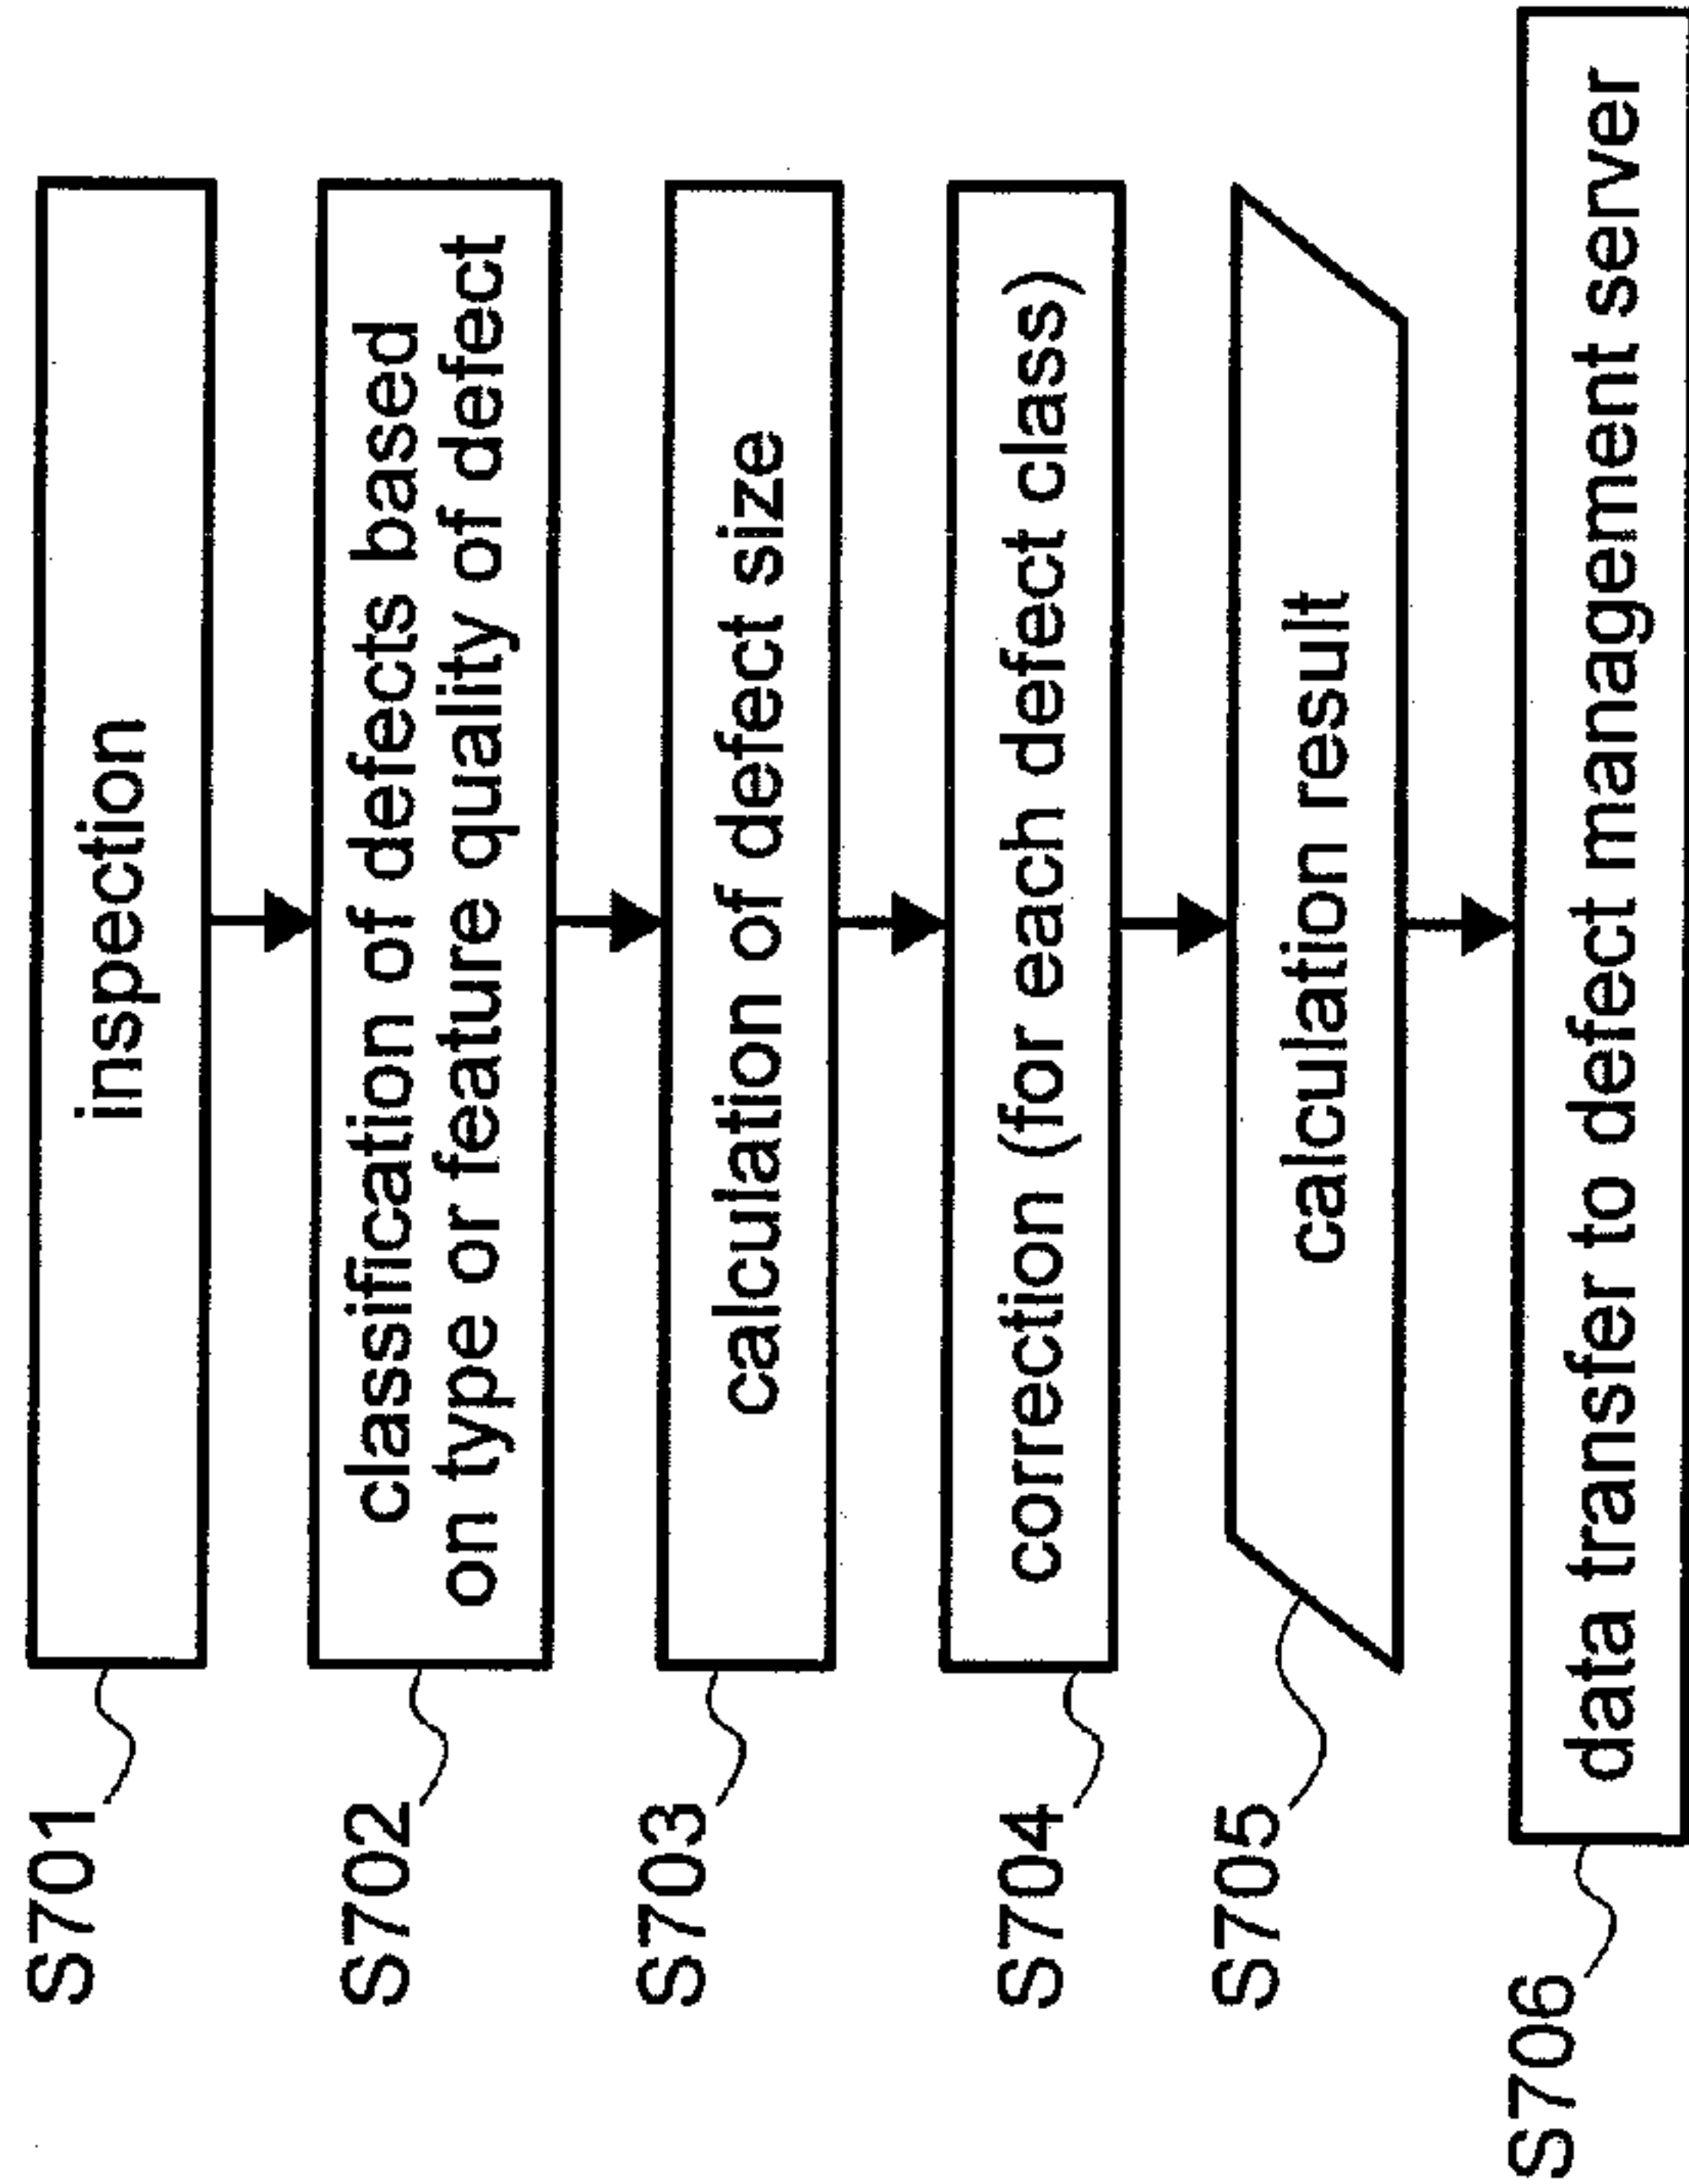 S701
inspection
S702
classification of defects based
on type or feature quality of defect
S703
calculation of defect size
S704
correction (for each defect class)
S705
calculation result
S706
data transfer to defect management server